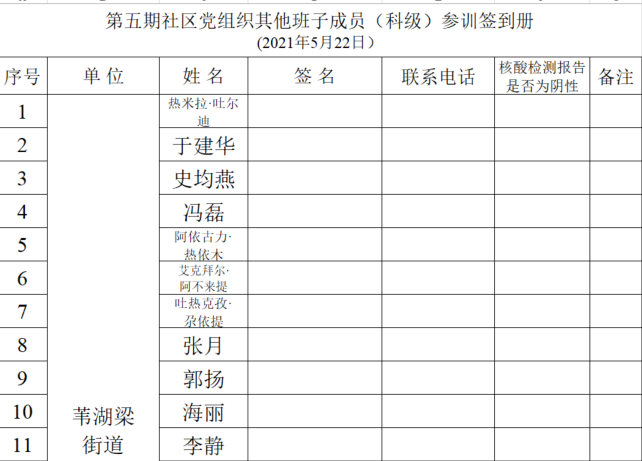 第五期社区党组织其他班子成员（科级）参训签到册
(2021年5月22日）
序号 单 位 姓 名 签 名 联系电话 核酸检测报告是否为阴性 备注
1 热米拉·吐尔迪
2 于建华
3 史均燕
4 冯磊
5 阿依古力·热依木
6 艾克拜尔·阿不来提
7 吐热克孜·尕依提
8 张月
9 郭扬
10 苇湖梁 海丽
11 街道 李静